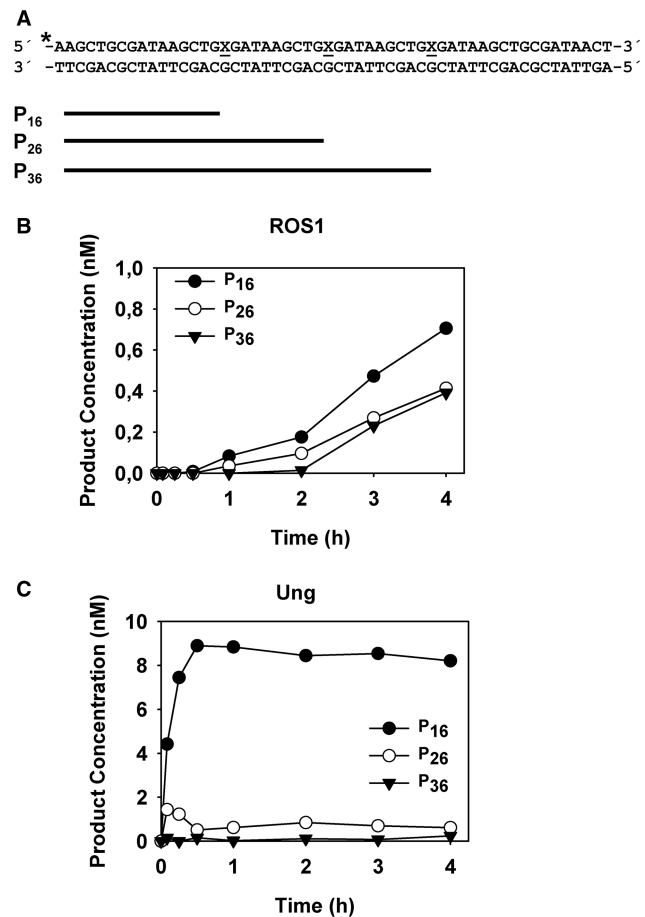 A
*
5´ -AAGCTGCGATAAGCTGXGATAAGCTGXGATAAGCTGXGATAAGCTGCGATAACT-3´
3´ -TTCGACGCTATTCGACGCTATTCGACGCTATTCGACGCTATTCGACGCTATTGA-5´
P16
P26
P36
B
ROS1
Product Concentration (nM)
1,0
0,8
0,6
0,4
0,2
0,0
P16
P26
P36
0 1 2 3 4
Time (h)
C
Ung
Product Concentration (nM)
10
8
6
4
2
0
P16
P26
P36
0 1 2 3 4
Time (h)